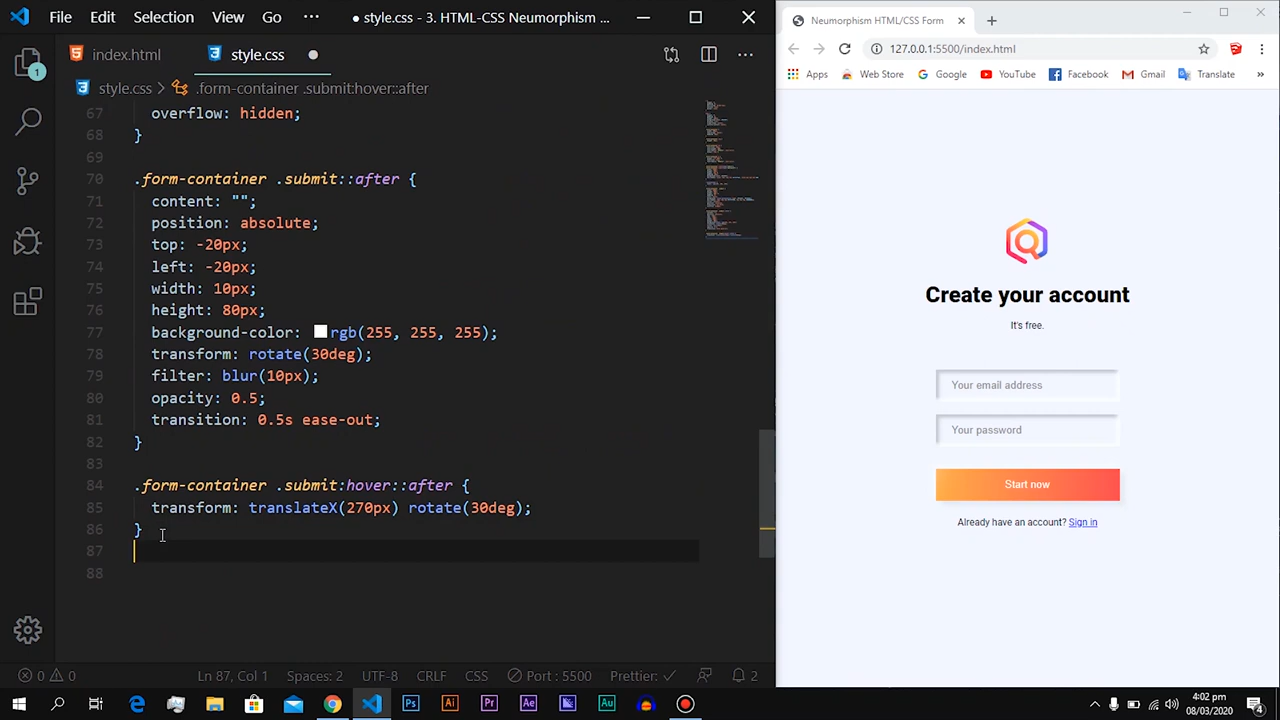 File Edit Selection View Go ··· ● style.css - 3. HTML-CSS Neumorphism ...
index.html style.css
style.css > .form-container .submit:hover::after
67 overflow: hidden;
68 }
69
70 .form-container .submit::after {
71 content: "";
72 position: absolute;
73 top: -20px;
74 left: -20px;
75 width: 10px;
76 height: 80px;
77 background-color: rgb(255, 255, 255);
78 transform: rotate(30deg);
79 filter: blur(10px);
80 opacity: 0.5;
81 transition: 0.5s ease-out;
82 }
83
84 .form-container .submit:hover::after {
85 transform: translateX(270px) rotate(30deg);
86 }
87
88
1
0 0 Ln 87, Col 1 Spaces: 2 UTF-8 CRLF CSS Port : 5500 Prettier: ✓ 2
Neumorphism HTML/CSS Form
127.0.0.1:5500/index.html
Apps Web Store Google YouTube Facebook Gmail Translate »
Create your account
It's free.
Your email address
Your password
Start now
Already have an account? Sign in
Ps Ai Pr Ae Au
4:02 pm
08/03/2020
4